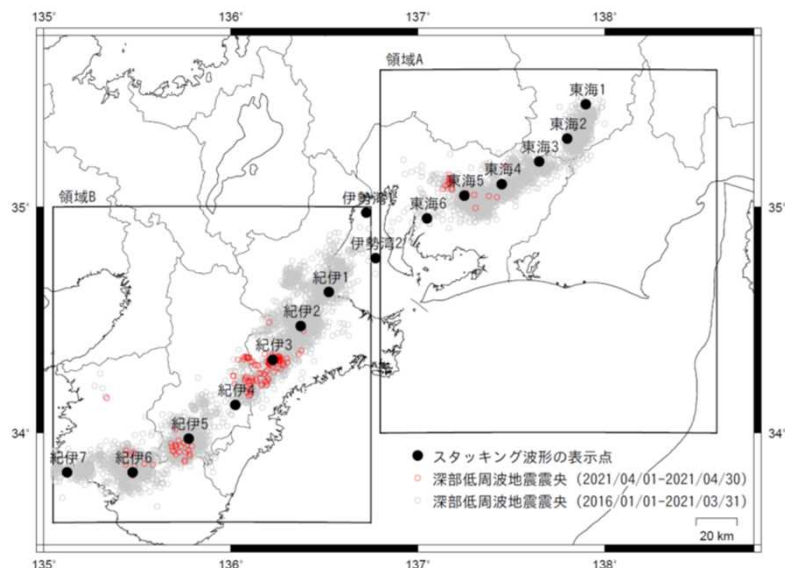 135° 136° 137° 138°
領域A
東海1
東海2
東海3
東海4
東海5
東海6
35° 35°
領域B
伊勢湾1
伊勢湾2
紀伊1
紀伊2
紀伊3
紀伊4
紀伊5
紀伊6
紀伊7
34° 34°
スタッキング波形の表示点
深部低周波地震震央（2021/04/01-2021/04/30）
深部低周波地震震央（2016/01/01-2021/03/31）
20 km
135° 136° 137° 138°